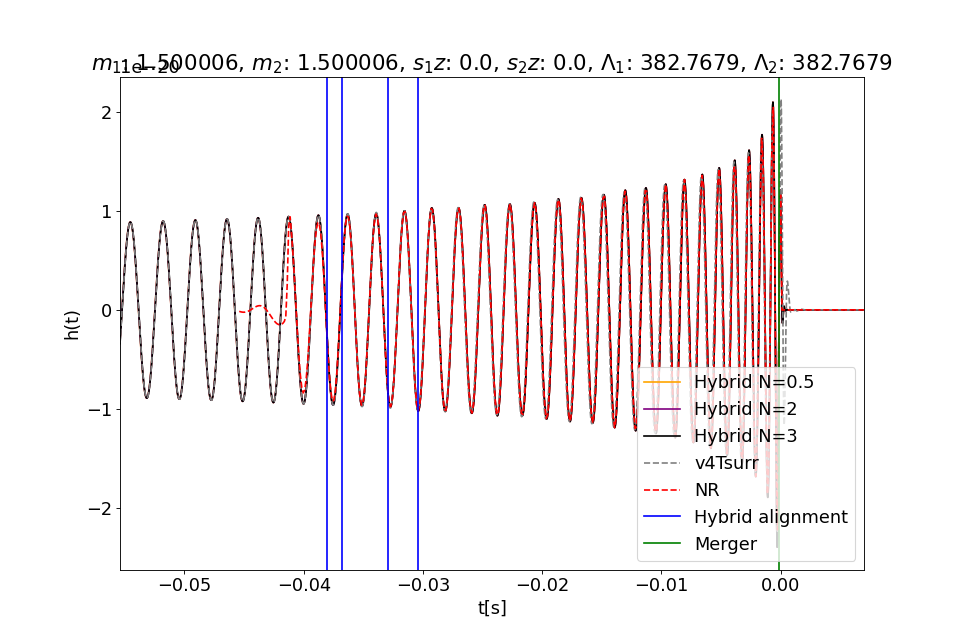 m₁: 1.500006, m₂: 1.500006, s₁z: 0.0, s₂z: 0.0, Λ₁: 382.7679, Λ₂: 382.7679
1e−20
2
1
0
−1
−2
h(t)
Hybrid N=0.5
Hybrid N=2
Hybrid N=3
v4Tsurr
NR
Hybrid alignment
Merger
−0.05 −0.04 −0.03 −0.02 −0.01 0.00
t[s]